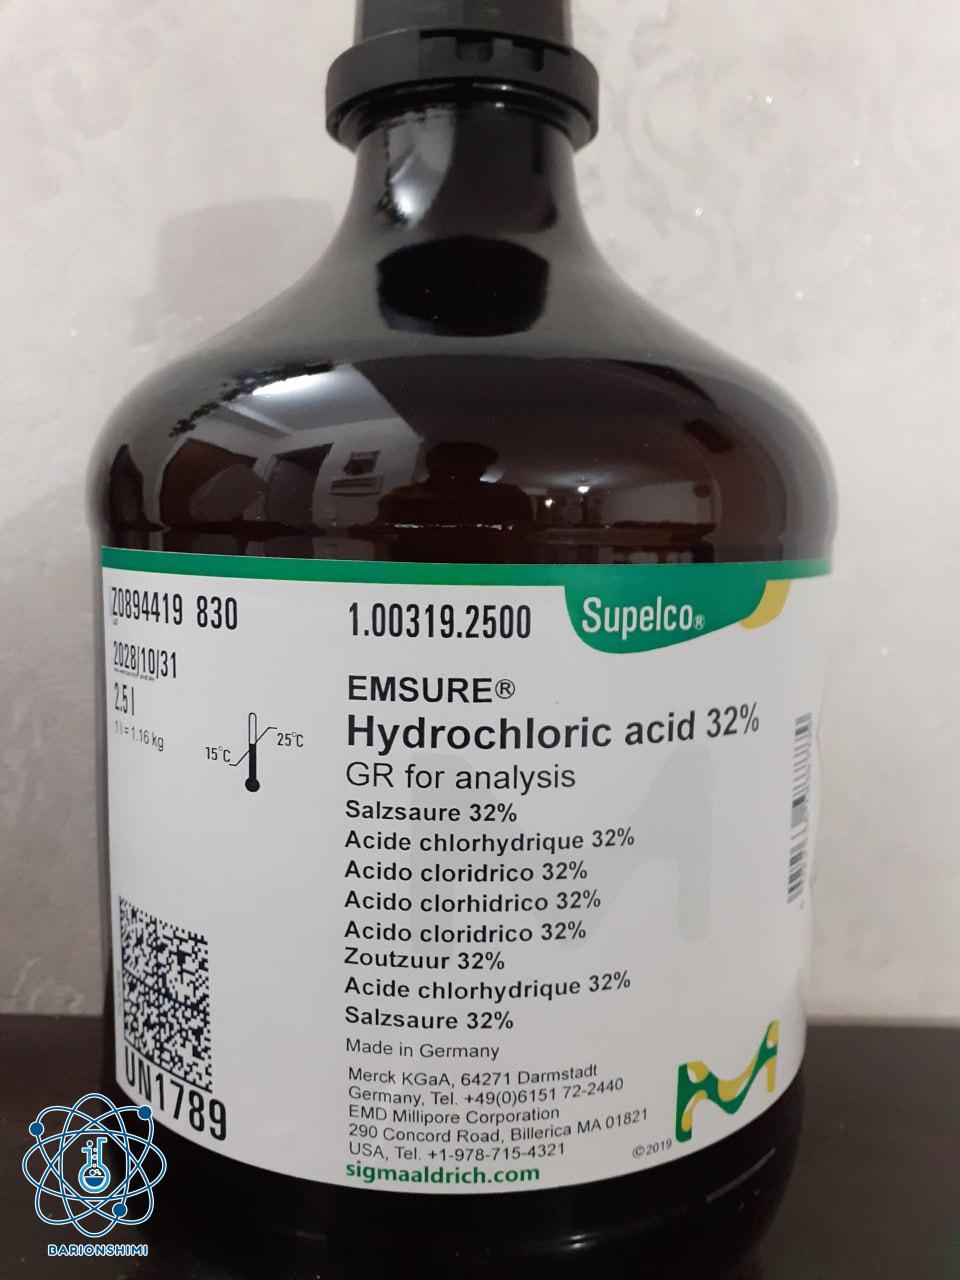 Z0894419 830
2028/10/31
2.5 l
1 l = 1.16 kg
15°C
25°C
UN1789
1.00319.2500
Supelco®
EMSURE®
Hydrochloric acid 32%
GR for analysis
Salzsaure 32%
Acide chlorhydrique 32%
Acido cloridrico 32%
Acido clorhidrico 32%
Acido cloridrico 32%
Zoutzuur 32%
Acide chlorhydrique 32%
Salzsaure 32%
Made in Germany
Merck KGaA, 64271 Darmstadt
Germany, Tel. +49(0)6151 72-2440
EMD Millipore Corporation
290 Concord Road, Billerica MA 01821
USA, Tel. +1-978-715-4321
©2019
sigmaaldrich.com
BARIONSHIMI